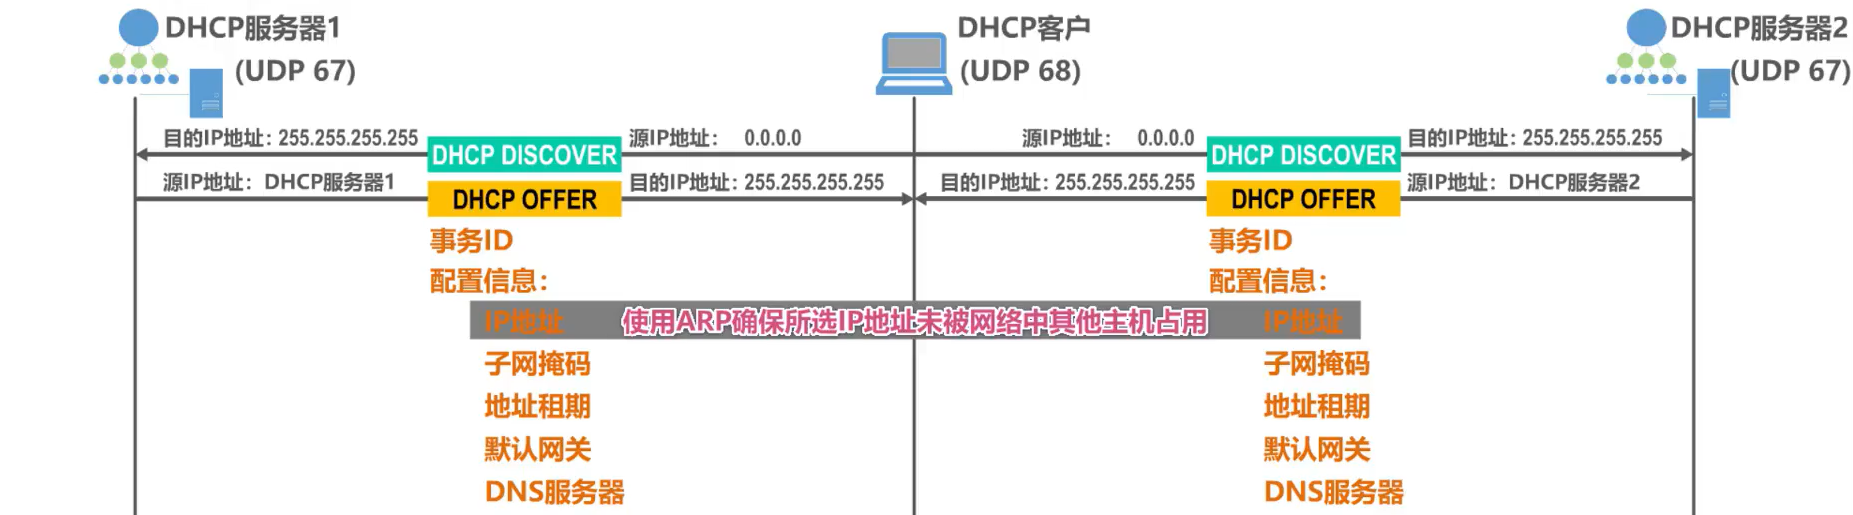 DHCP服务器1
(UDP 67)
DHCP客户
(UDP 68)
DHCP服务器2
(UDP 67)
目的IP地址：255.255.255.255
DHCP DISCOVER
源IP地址： 0.0.0.0
源IP地址： 0.0.0.0
DHCP DISCOVER
目的IP地址：255.255.255.255
源IP地址：DHCP服务器1
DHCP OFFER
目的IP地址：255.255.255.255
目的IP地址：255.255.255.255
DHCP OFFER
源IP地址：DHCP服务器2
事务ID
事务ID
配置信息：
配置信息：
IP地址
使用ARP确保所选IP地址未被网络中其他主机占用
IP地址
子网掩码
子网掩码
地址租期
地址租期
默认网关
默认网关
DNS服务器
DNS服务器